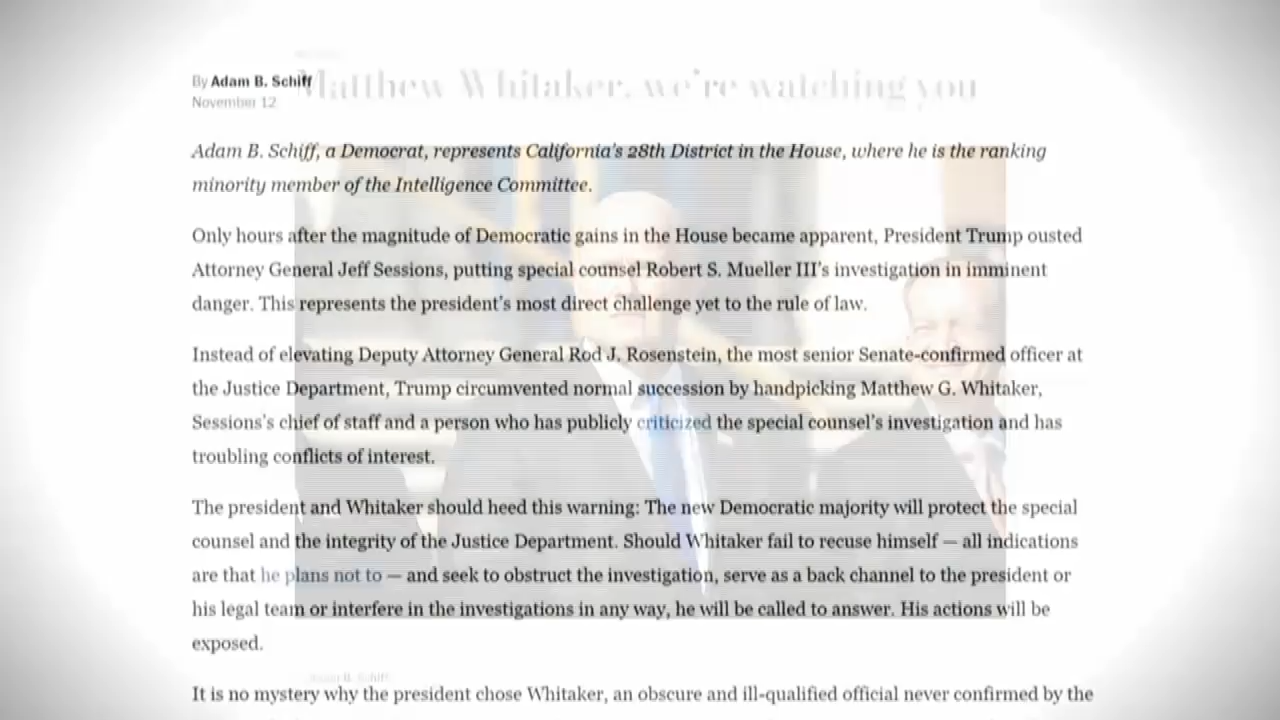 By Adam B. Schiff
Matthew Whitaker, we're watching you
November 12
Adam B. Schiff, a Democrat, represents California's 28th District in the House, where he is the ranking
minority member of the Intelligence Committee.
Only hours after the magnitude of Democratic gains in the House became apparent, President Trump ousted
Attorney General Jeff Sessions, putting special counsel Robert S. Mueller III's investigation in imminent
danger. This represents the president's most direct challenge yet to the rule of law.
Instead of elevating Deputy Attorney General Rod J. Rosenstein, the most senior Senate-confirmed officer at
the Justice Department, Trump circumvented normal succession by handpicking Matthew G. Whitaker,
Sessions's chief of staff and a person who has publicly criticized the special counsel's investigation and has
troubling conflicts of interest.
The president and Whitaker should heed this warning: The new Democratic majority will protect the special
counsel and the integrity of the Justice Department. Should Whitaker fail to recuse himself — all indications
are that he plans not to — and seek to obstruct the investigation, serve as a back channel to the president or
his legal team or interfere in the investigations in any way, he will be called to answer. His actions will be
exposed.
Adam B. Schiff
It is no mystery why the president chose Whitaker, an obscure and ill-qualified official never confirmed by the